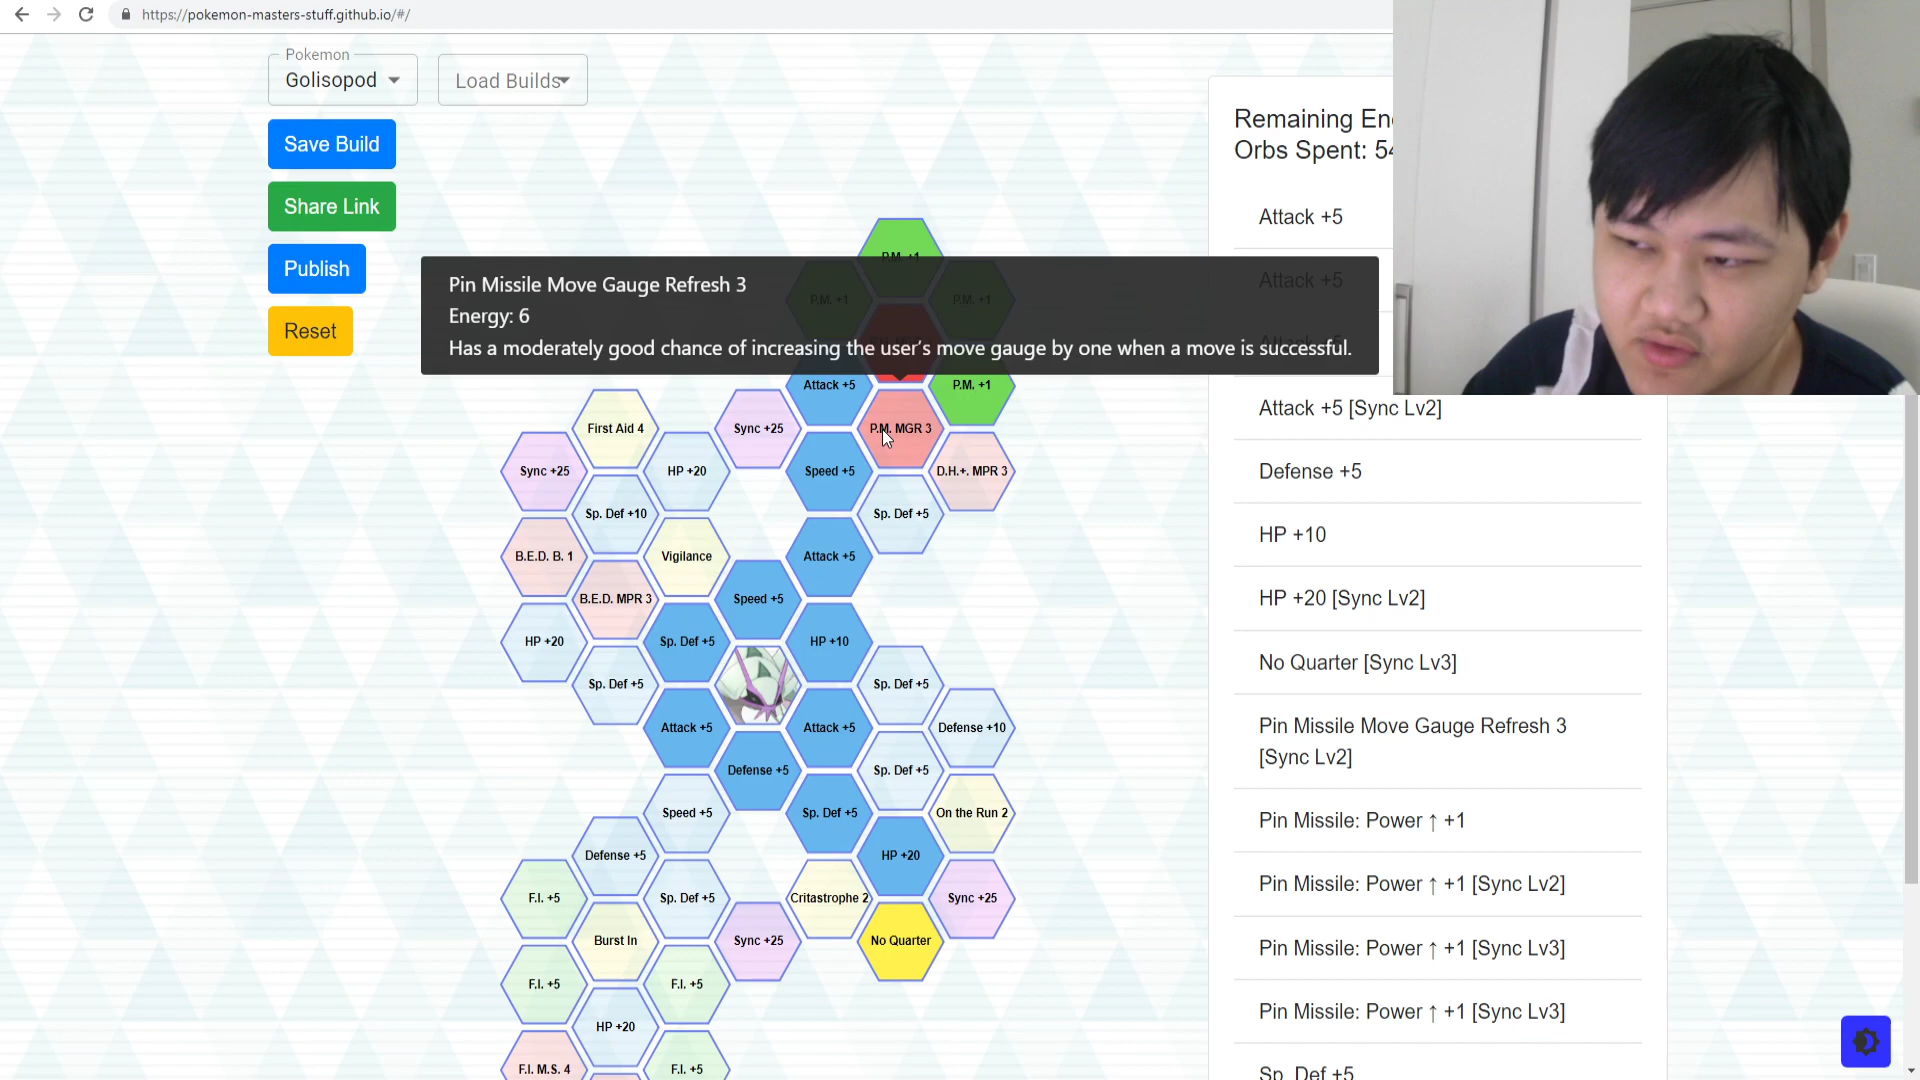 https://pokemon-masters-stuff.github.io/#/
Pokemon
Golisopod
Load Builds
Save Build
Share Link
Publish
Reset
P.M. +1
P.M. +1
P.M. +1
Pin Missile Move Gauge Refresh 3
Energy: 6
Has a moderately good chance of increasing the user's move gauge by one when a move is successful.
Attack +5
P.M. +1
First Aid 4
Sync +25
P.M. MGR 3
Sync +25
HP +20
Speed +5
D.H.+. MPR 3
Sp. Def +10
Sp. Def +5
B.E.D. B. 1
Vigilance
Attack +5
B.E.D. MPR 3
Speed +5
HP +20
Sp. Def +5
HP +10
Sp. Def +5
Sp. Def +5
Attack +5
Attack +5
Defense +10
Defense +5
Sp. Def +5
Speed +5
Sp. Def +5
On the Run 2
Defense +5
HP +20
F.I. +5
Sp. Def +5
Critastrophe 2
Sync +25
Burst In
Sync +25
No Quarter
F.I. +5
F.I. +5
HP +20
F.I. M.S. 4
F.I. +5
Remaining
Orbs Spent:
Attack +5
Attack +5
Attack +5 [Sync Lv2]
Defense +5
HP +10
HP +20 [Sync Lv2]
No Quarter [Sync Lv3]
Pin Missile Move Gauge Refresh 3
[Sync Lv2]
Pin Missile: Power ↑ +1
Pin Missile: Power ↑ +1 [Sync Lv2]
Pin Missile: Power ↑ +1 [Sync Lv3]
Pin Missile: Power ↑ +1 [Sync Lv3]
Sp. Def +5